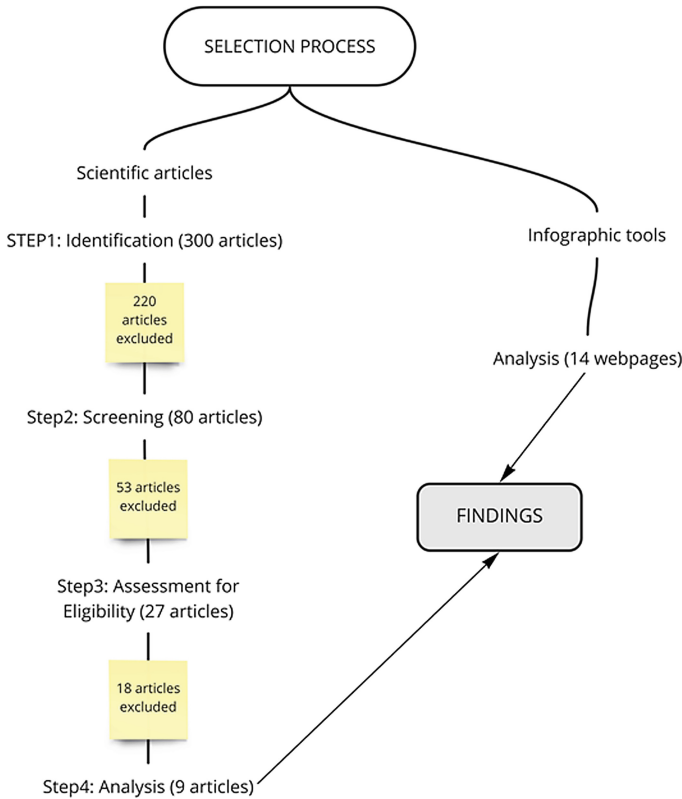 SELECTION PROCESS
Scientific articles
STEP1: Identification (300 articles)
220
articles
excluded
Step2: Screening (80 articles)
53 articles
excluded
Step3: Assessment for
Eligibility (27 articles)
18 articles
excluded
Step4: Analysis (9 articles)
Infographic tools
Analysis (14 webpages)
FINDINGS